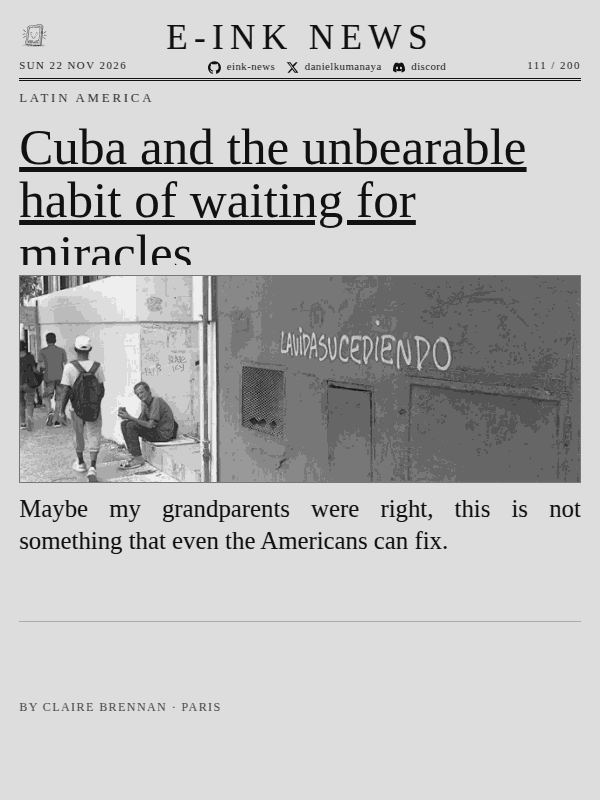 E-INK NEWS
SUN 22 NOV 2026
eink-news
danielkumanaya
discord
111 / 200
LATIN AMERICA
Cuba and the unbearable
habit of waiting for
miracles
LAVIDASUCEDIENDO
Maybe my grandparents were right, this is not
something that even the Americans can fix.
BY CLAIRE BRENNAN · PARIS